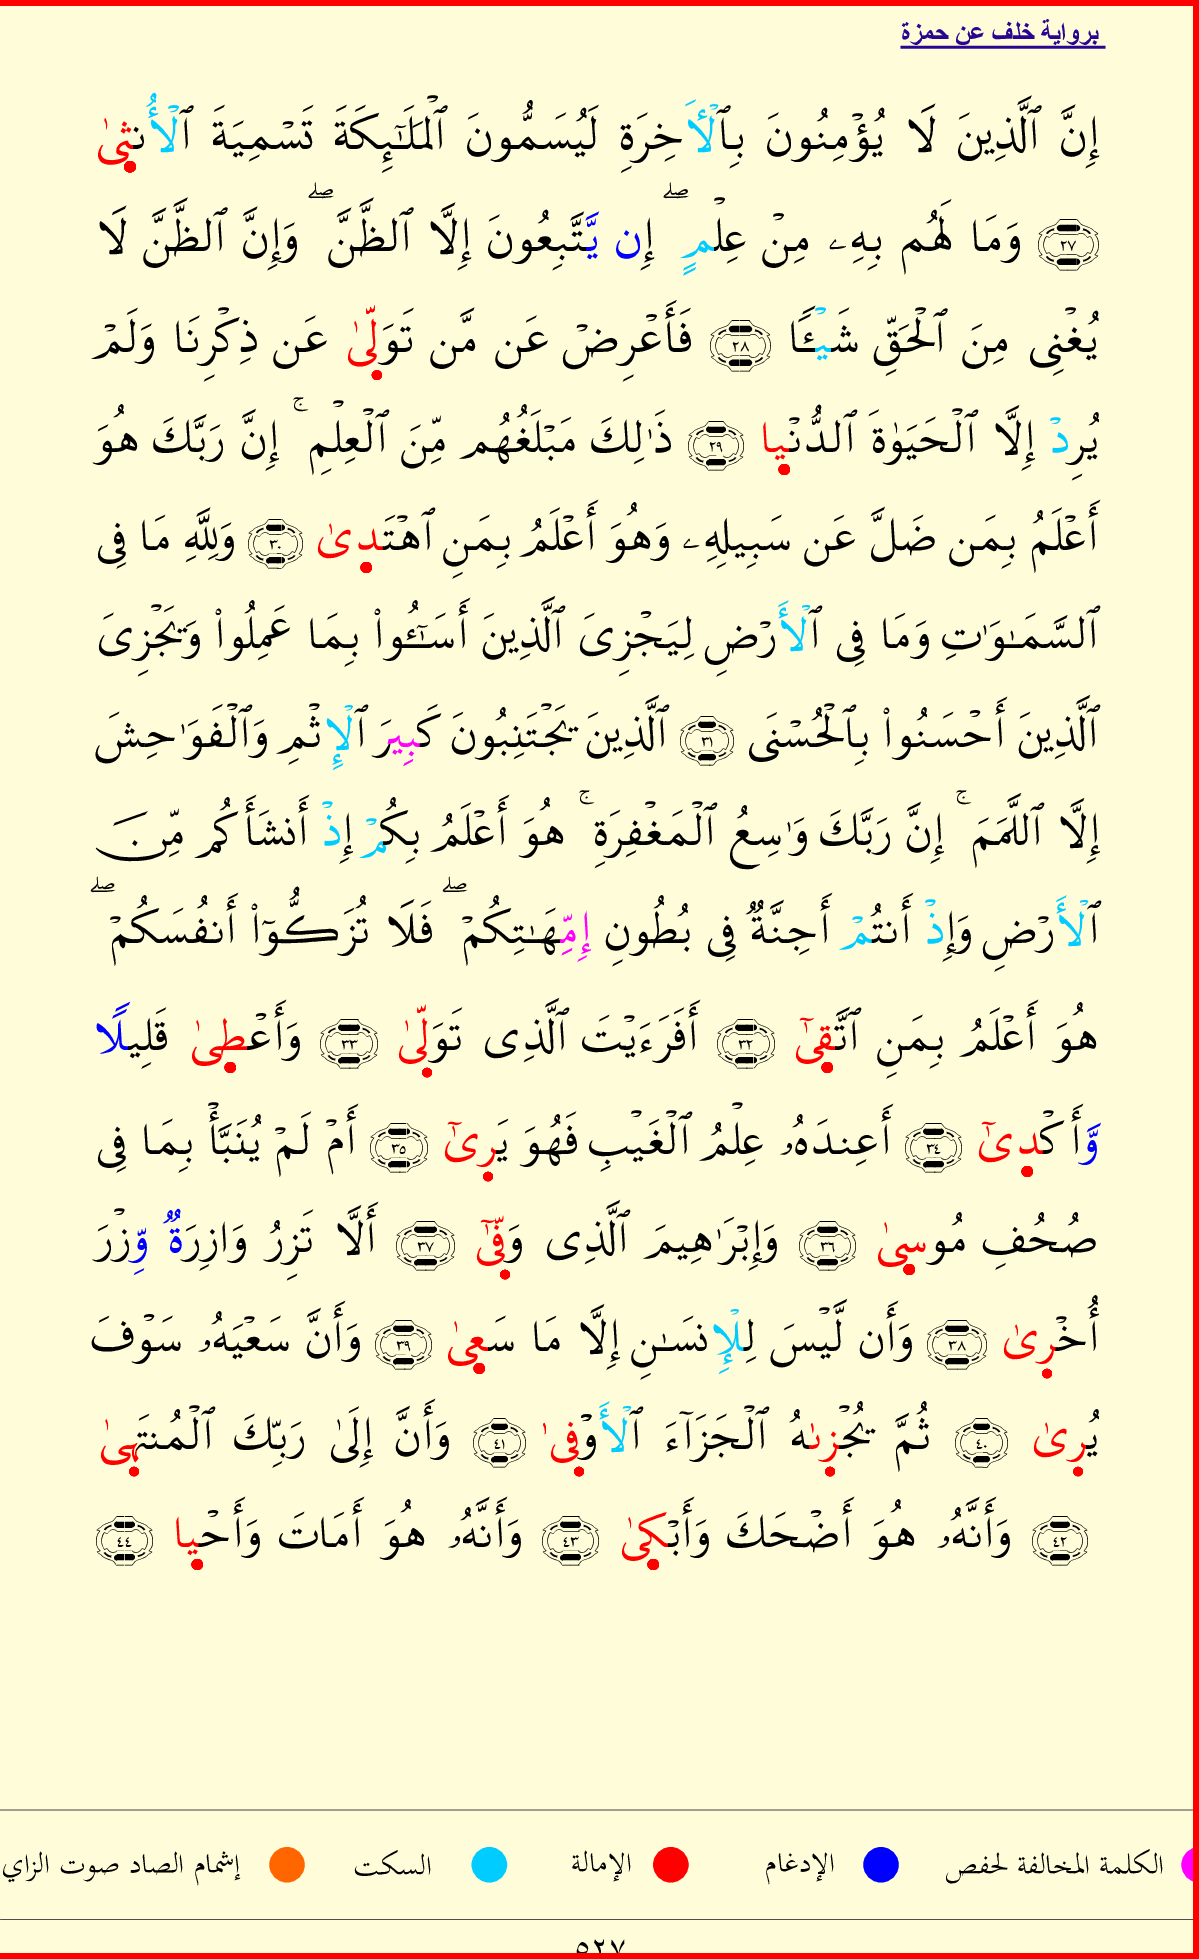 برواية خلف عن حمزة
إِنَّ ٱلَّذِينَ لَا يُؤْمِنُونَ بِٱلْأَخِرَةِ لَيُسَمُّونَ ٱلْمَلَـٰٓئِكَةَ تَسْمِيَةَ ٱلْأُنثِىٰ
٢٧ وَمَا لَهُم بِهِۦ مِنْ عِلْمٍ ۖ إِن يَّتَّبِعُونَ إِلَّا ٱلظَّنَّ ۖ وَإِنَّ ٱلظَّنَّ لَا
يُغْنِى مِنَ ٱلْحَقِّ شَيْـًٔا ٢٨ فَأَعْرِضْ عَن مَّن تَوَلِّىٰ عَن ذِكْرِنَا وَلَمْ
يُرِدْ إِلَّا ٱلْحَيَوٰةَ ٱلدُّنْيا ٢٩ ذَٰلِكَ مَبْلَغُهُم مِّنَ ٱلْعِلْمِ ۚ إِنَّ رَبَّكَ هُوَ
أَعْلَمُ بِمَن ضَلَّ عَن سَبِيلِهِۦ وَهُوَ أَعْلَمُ بِمَنِ ٱهْتَدِىٰ ٣٠ وَلِلَّهِ مَا فِى
ٱلسَّمَـٰوَٰتِ وَمَا فِى ٱلْأَرْضِ لِيَجْزِىَ ٱلَّذِينَ أَسَـٰٓـُٔوا۟ بِمَا عَمِلُوا۟ وَيَجْزِىَ
ٱلَّذِينَ أَحْسَنُوا۟ بِٱلْحُسْنَى ٣١ ٱلَّذِينَ يَجْتَنِبُونَ كَبِيرَ ٱلْإِثْمِ وَٱلْفَوَٰحِشَ
إِلَّا ٱللَّمَمَ ۚ إِنَّ رَبَّكَ وَٰسِعُ ٱلْمَغْفِرَةِ ۚ هُوَ أَعْلَمُ بِكُمْ إِذْ أَنشَأَكُم مِّنَ
ٱلْأَرْضِ وَإِذْ أَنتُمْ أَجِنَّةٌ فِى بُطُونِ إِمِّهَـٰتِكُمْ ۖ فَلَا تُزَكُّوٓا۟ أَنفُسَكُمْ ۖ
هُوَ أَعْلَمُ بِمَنِ ٱتَّقِىٰٓ ٣٢ أَفَرَءَيْتَ ٱلَّذِى تَوَلِّىٰ ٣٣ وَأَعْطِىٰ قَلِيلًا
وَّأَكْدِىٰٓ ٣٤ أَعِندَهُۥ عِلْمُ ٱلْغَيْبِ فَهُوَ يَرِىٰٓ ٣٥ أَمْ لَمْ يُنَبَّأْ بِمَا فِى
صُحُفِ مُوسِىٰ ٣٦ وَإِبْرَٰهِيمَ ٱلَّذِى وَفِّىٰٓ ٣٧ أَلَّا تَزِرُ وَازِرَةٌ وِّزْرَ
أُخْرِىٰ ٣٨ وَأَن لَّيْسَ لِلْإِنسَـٰنِ إِلَّا مَا سَعِىٰ ٣٩ وَأَنَّ سَعْيَهُۥ سَوْفَ
يُرِىٰ ٤٠ ثُمَّ يُجْزِىٰهُ ٱلْجَزَآءَ ٱلْأَوْفِىٰ ٤١ وَأَنَّ إِلَىٰ رَبِّكَ ٱلْمُنتَهِىٰ
٤٢ وَأَنَّهُۥ هُوَ أَضْحَكَ وَأَبْكِىٰ ٤٣ وَأَنَّهُۥ هُوَ أَمَاتَ وَأَحْيا ٤٤
الكلمة المخالفة لحفص الإدغام الإمالة السكت إشمام الصاد صوت الزاي
٥٢٧